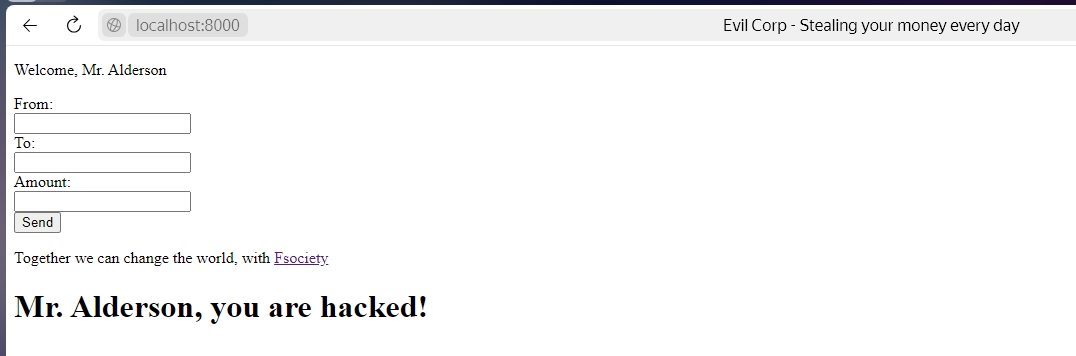 localhost:8000 Evil Corp - Stealing your money every day
Welcome, Mr. Alderson
From:
To:
Amount:
Send
Together we can change the world, with Fsociety
Mr. Alderson, you are hacked!